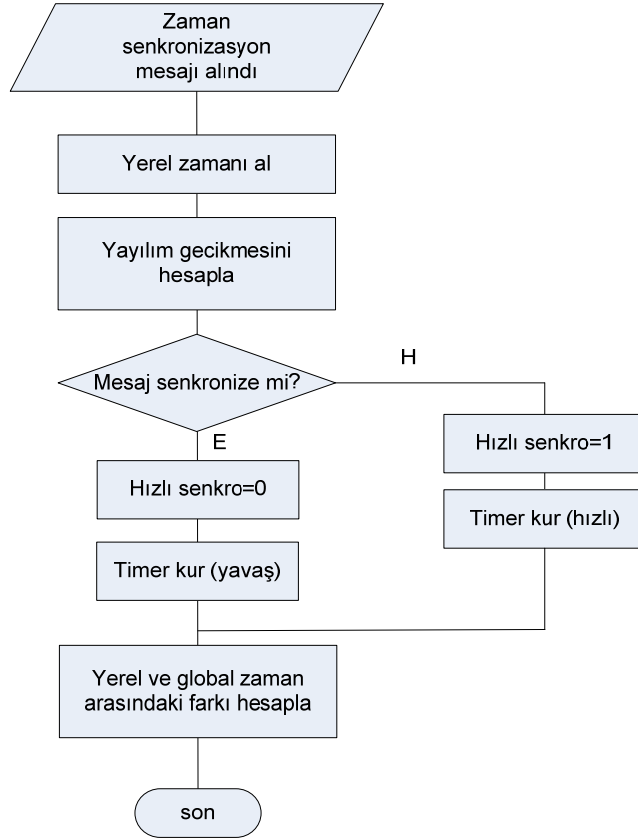 Zaman
senkronizasyon
mesajı alındı
Yerel zamanı al
Yayılım gecikmesini
hesapla
Mesaj senkronize mi?
H
E
Hızlı senkro=1
Hızlı senkro=0
Timer kur (hızlı)
Timer kur (yavaş)
Yerel ve global zaman
arasındaki farkı hesapla
son